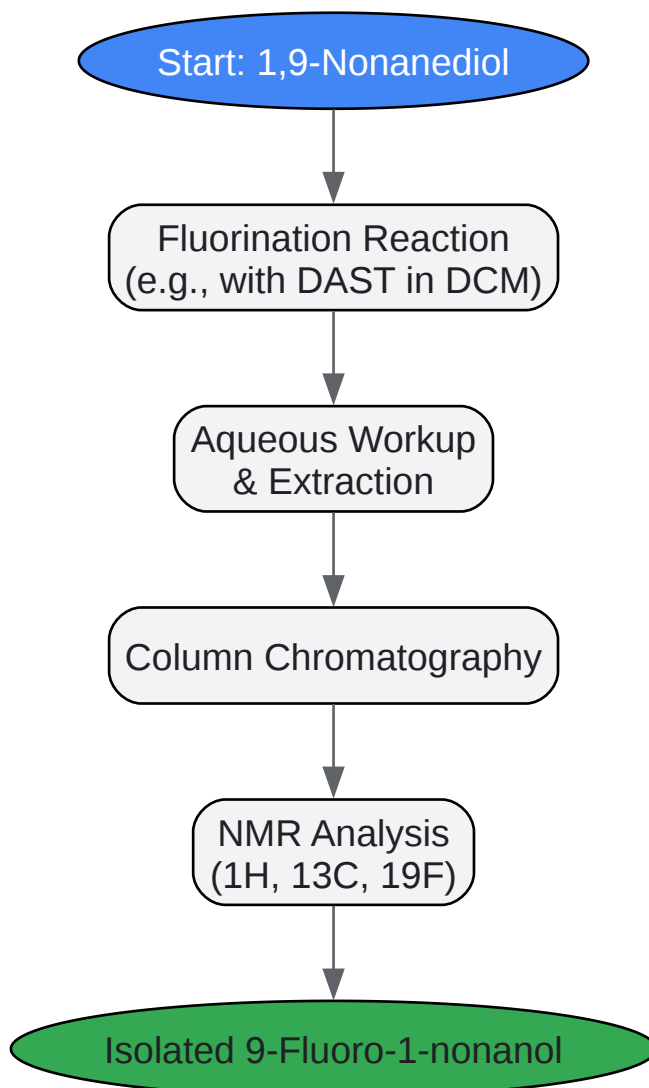 Start: 1,9-Nonanediol
Fluorination Reaction
(e.g., with DAST in DCM)
Aqueous Workup
& Extraction
Column Chromatography
NMR Analysis
(1H, 13C, 19F)
Isolated 9-Fluoro-1-nonanol